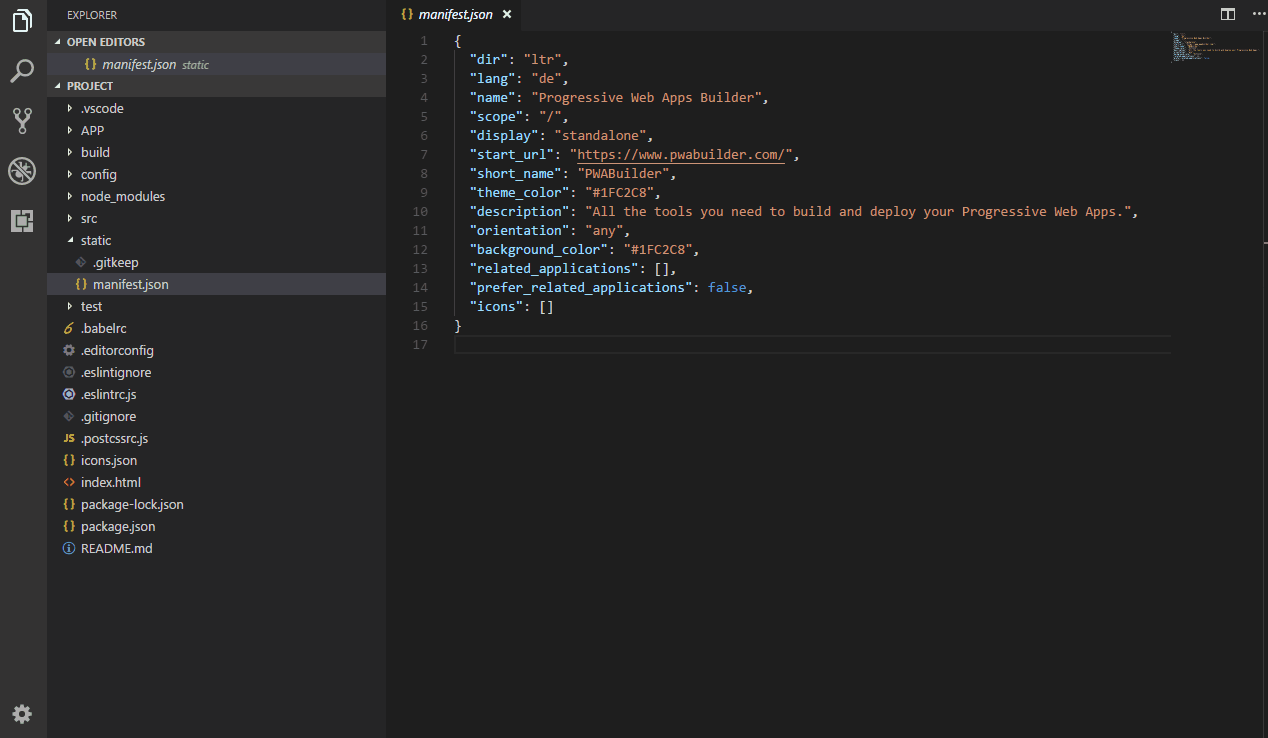 EXPLORER
OPEN EDITORS
{} manifest.json static
PROJECT
.vscode
APP
build
config
node_modules
src
static
.gitkeep
{} manifest.json
test
.babelrc
.editorconfig
.eslintignore
.eslintrc.js
.gitignore
JS .postcssrc.js
{} icons.json
<> index.html
{} package-lock.json
{} package.json
README.md
{} manifest.json ×
1 {
2 "dir": "ltr",
3 "lang": "de",
4 "name": "Progressive Web Apps Builder",
5 "scope": "/",
6 "display": "standalone",
7 "start_url": "https://www.pwabuilder.com/",
8 "short_name": "PWABuilder",
9 "theme_color": "#1FC2C8",
10 "description": "All the tools you need to build and deploy your Progressive Web Apps.",
11 "orientation": "any",
12 "background_color": "#1FC2C8",
13 "related_applications": [],
14 "prefer_related_applications": false,
15 "icons": []
16 }
17